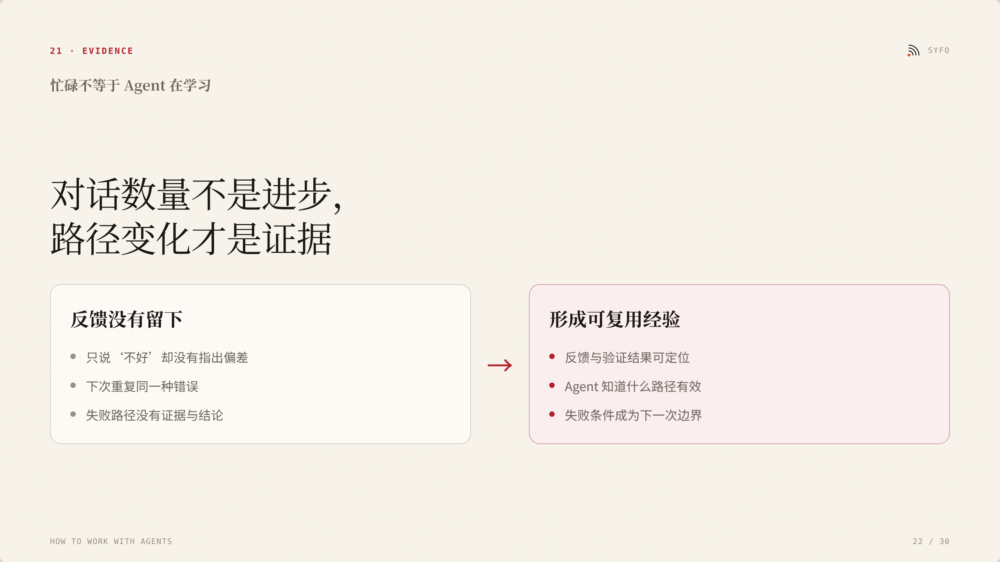 21 · EVIDENCE
SYFO
忙碌不等于 Agent 在学习
对话数量不是进步，
路径变化才是证据
反馈没有留下
只说‘不好’却没有指出偏差
下次重复同一种错误
失败路径没有证据与结论
→
形成可复用经验
反馈与验证结果可定位
Agent 知道什么路径有效
失败条件成为下一次边界
HOW TO WORK WITH AGENTS
22 / 30